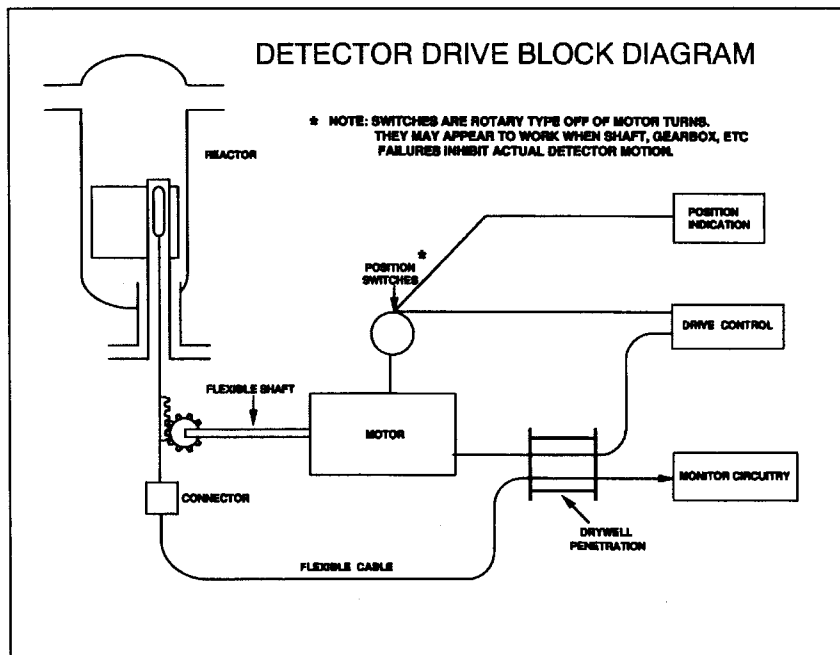 DETECTOR DRIVE BLOCK DIAGRAM
* NOTE: SWITCHES ARE ROTARY TYPE OFF OF MOTOR TURNS.
THEY MAY APPEAR TO WORK WHEN SHAFT, GEARBOX, ETC
FAILURES INHIBIT ACTUAL DETECTOR MOTION.
REACTOR
POSITION
INDICATION
*
POSITION
SWITCHES
DRIVE CONTROL
FLEXIBLE SHAFT
MOTOR
MONITOR CIRCUITRY
CONNECTOR
DRYWELL
PENETRATION
FLEXIBLE CABLE